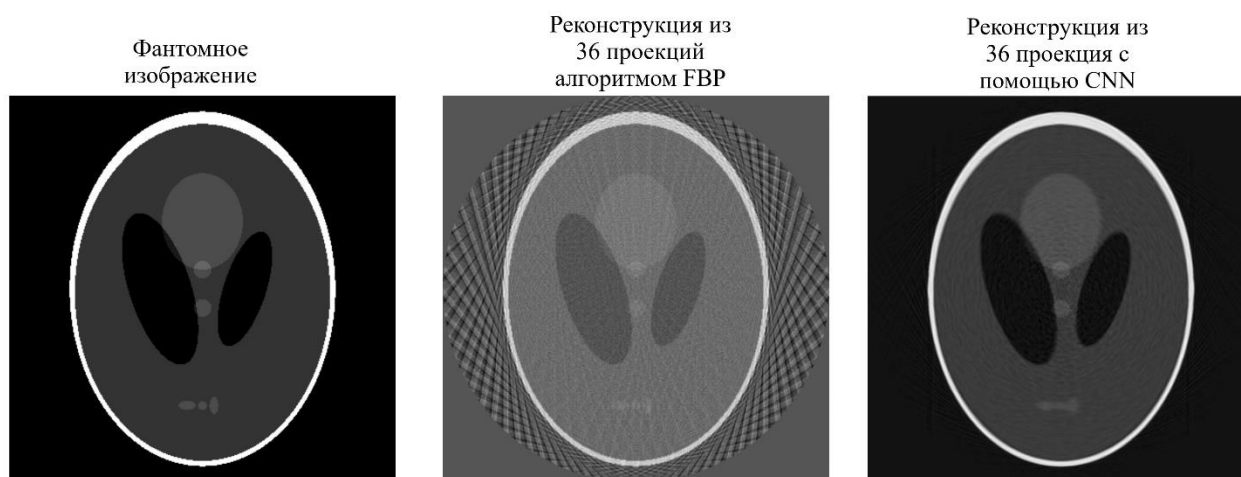 Фантомное
изображение
Реконструкция из
36 проекций
алгоритмом FBP
Реконструкция из
36 проекция с
помощью CNN